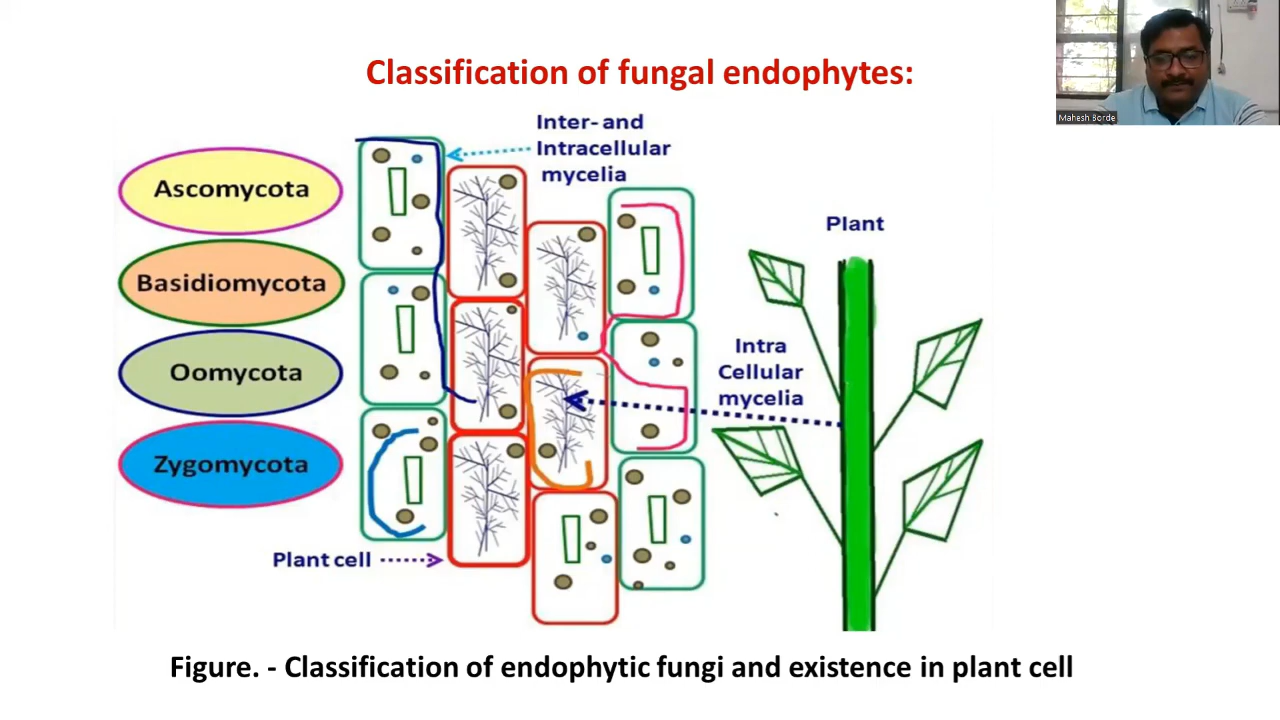 Classification of fungal endophytes:
Mahesh Borde
Inter- and
Intracellular
mycelia
Ascomycota
Basidiomycota
Oomycota
Zygomycota
Plant
Intra
Cellular
mycelia
Plant cell
Figure. - Classification of endophytic fungi and existence in plant cell